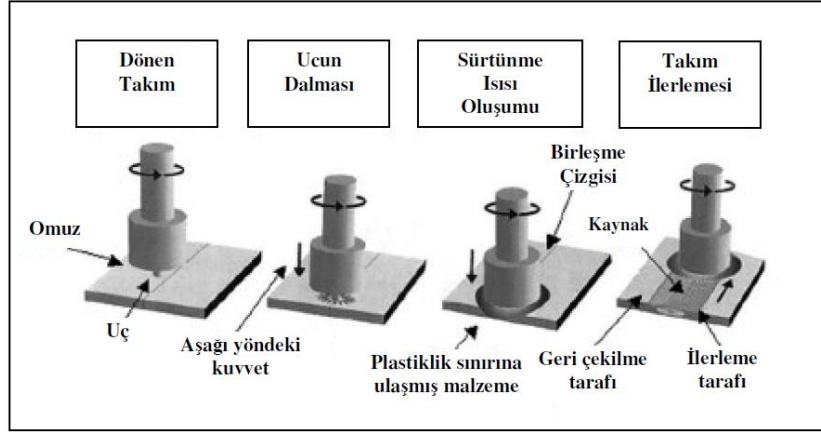 Dönen
Takım
Ucun
Dalması
Sürtünme
Isısı
Oluşumu
Takım
İlerlemesi
Omuz
Uç
Aşağı yöndeki
kuvvet
Birleşme
Çizgisi
Plastiklik sınırına
ulaşmış malzeme
Kaynak
Geri çekilme
tarafı
İlerleme
tarafı